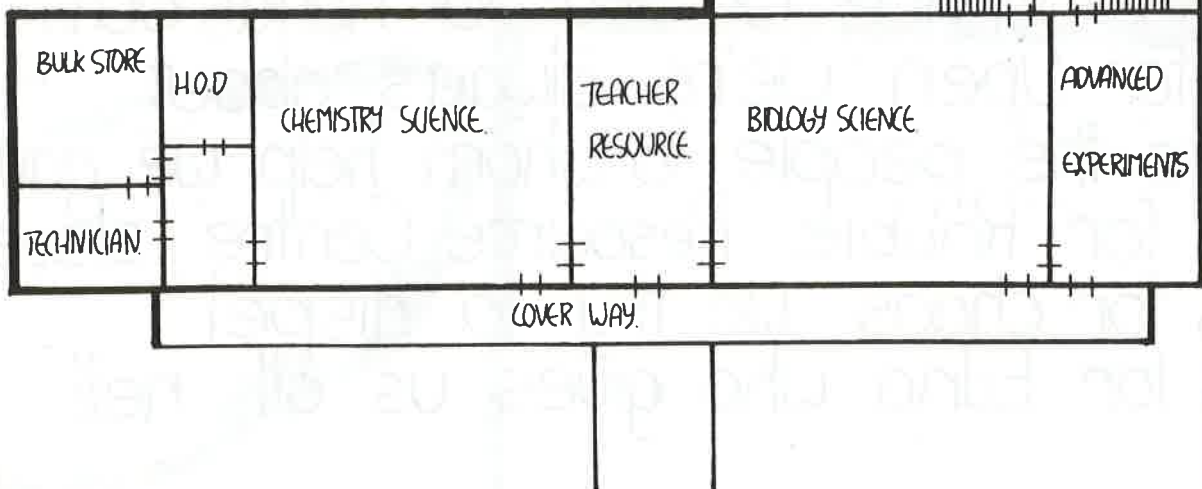 BULK STORE
H.O.D
CHEMISTRY SCIENCE.
TEACHER
RESOURCE.
BIOLOGY SCIENCE
ADVANCED
EXPERIMENTS
TECHNICIAN.
COVER WAY.